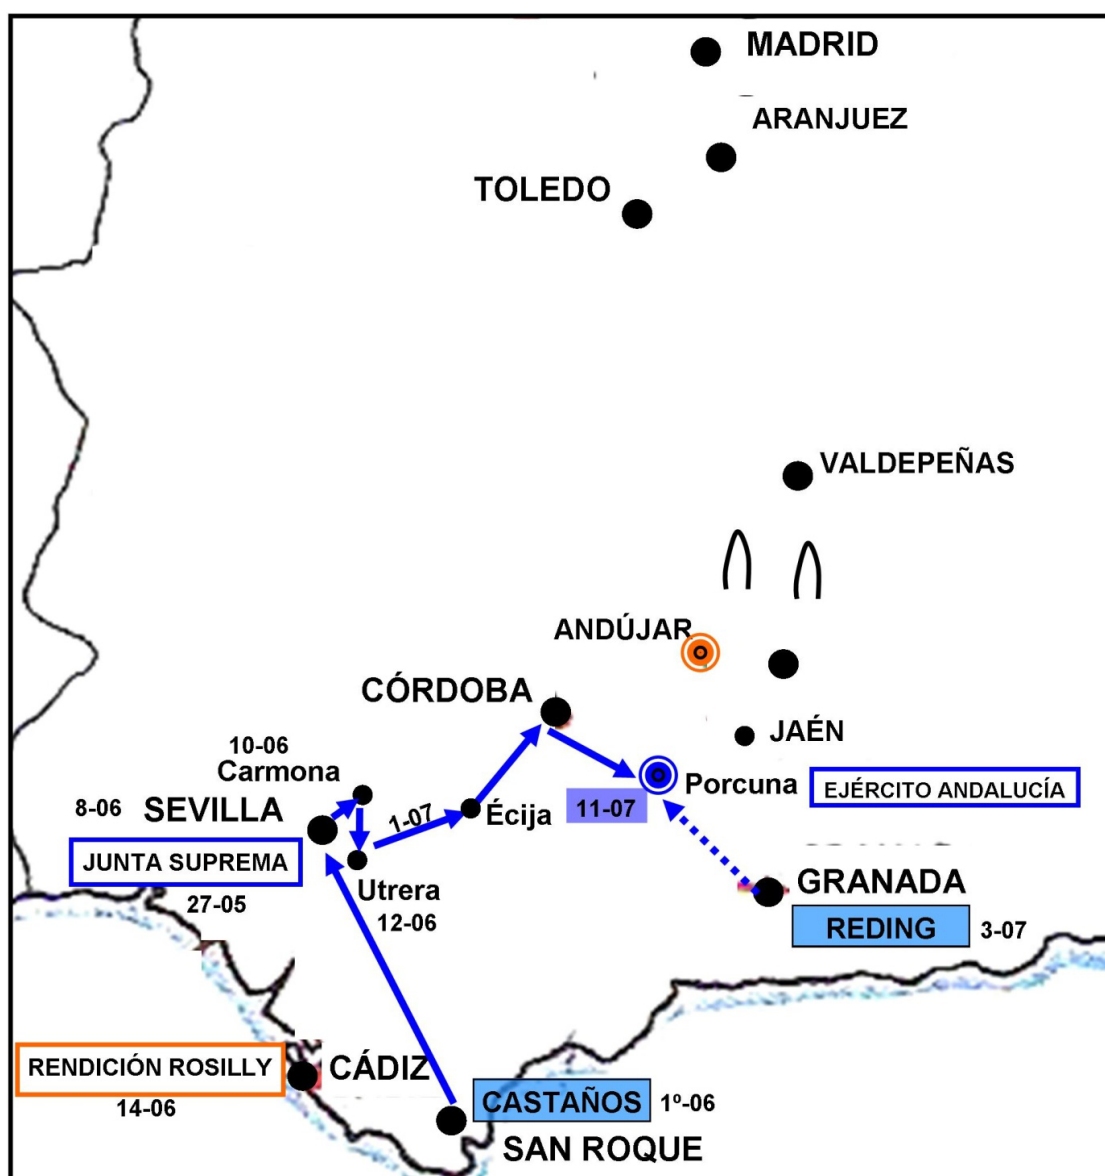 MADRID
ARANJUEZ
TOLEDO
VALDEPEÑAS
ANDÚJAR
CÓRDOBA
JAÉN
10-06
Carmona
Porcuna
EJÉRCITO ANDALUCÍA
8-06
SEVILLA
1-07
Écija
11-07
JUNTA SUPREMA
Utrera
27-05
12-06
GRANADA
REDING
3-07
RENDICIÓN ROSILLY
CÁDIZ
14-06
CASTAÑOS
1º-06
SAN ROQUE